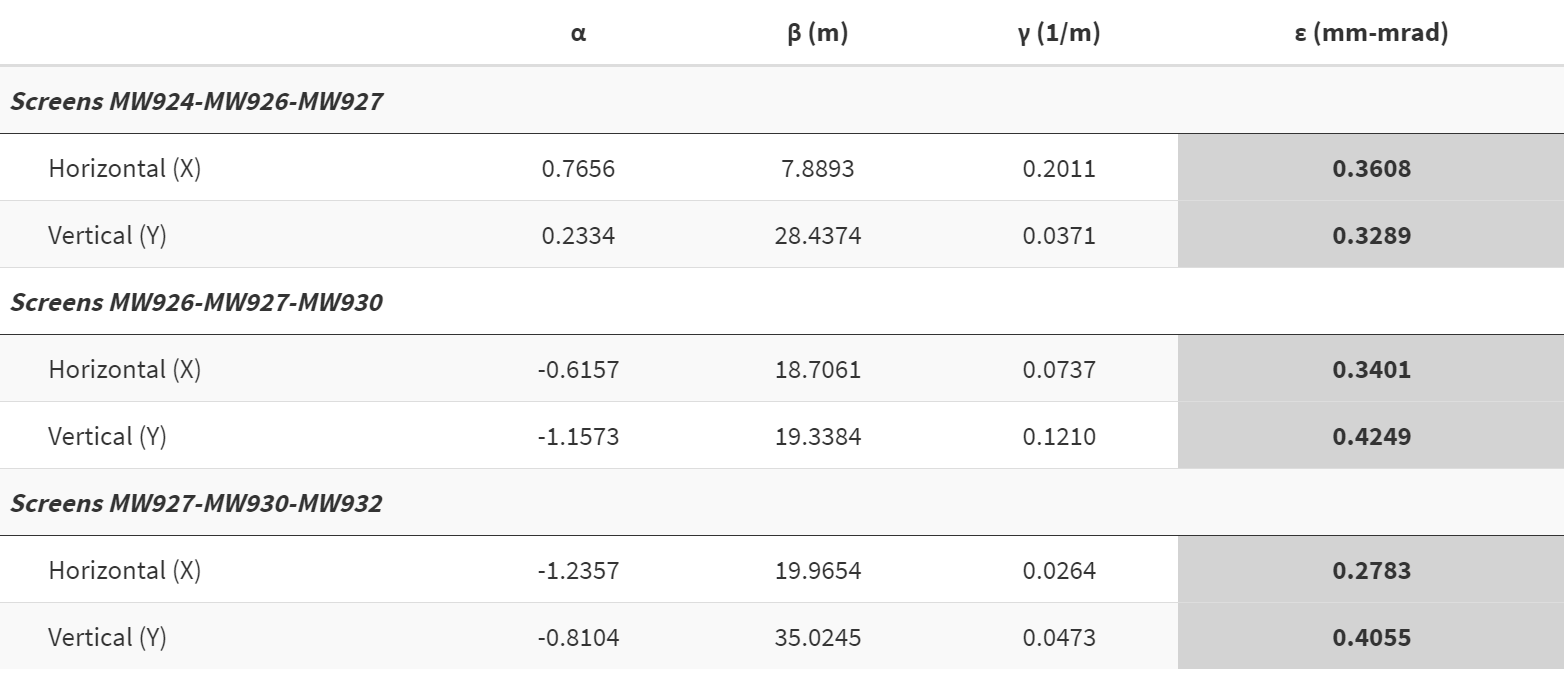 α β (m) γ (1/m) ε (mm-mrad)
Screens MW924-MW926-MW927
Horizontal (X) 0.7656 7.8893 0.2011 0.3608
Vertical (Y) 0.2334 28.4374 0.0371 0.3289
Screens MW926-MW927-MW930
Horizontal (X) -0.6157 18.7061 0.0737 0.3401
Vertical (Y) -1.1573 19.3384 0.1210 0.4249
Screens MW927-MW930-MW932
Horizontal (X) -1.2357 19.9654 0.0264 0.2783
Vertical (Y) -0.8104 35.0245 0.0473 0.4055